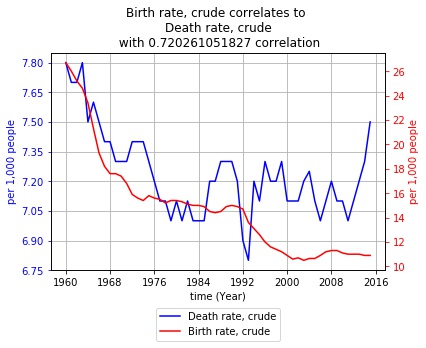 Birth rate, crude correlates to
Death rate, crude
with 0.720261051827 correlation
7.80
7.65
7.50
7.35
7.20
7.05
6.90
6.75
per 1,000 people
26
24
22
20
18
16
14
12
10
per 1,000 people
1960 1968 1976 1984 1992 2000 2008 2016
time (Year)
Death rate, crude
Birth rate, crude